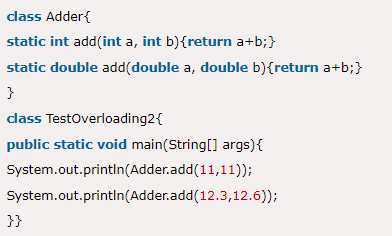 class Adder{
static int add(int a, int b){return a+b;}
static double add(double a, double b){return a+b;}
}
class TestOverloading2{
public static void main(String[] args){
System.out.println(Adder.add(11,11));
System.out.println(Adder.add(12.3,12.6));
}}